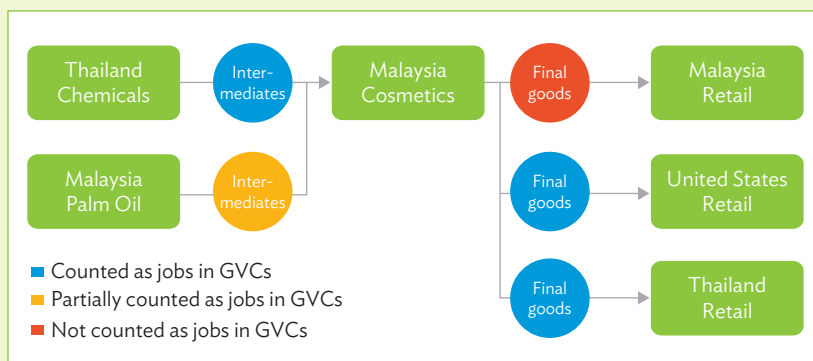 Thailand
Chemicals
Inter-
mediates
Malaysia
Cosmetics
Final
goods
Malaysia
Retail
Malaysia
Palm Oil
Inter-
mediates
Final
goods
United States
Retail
Final
goods
Thailand
Retail
Counted as jobs in GVCs
Partially counted as jobs in GVCs
Not counted as jobs in GVCs